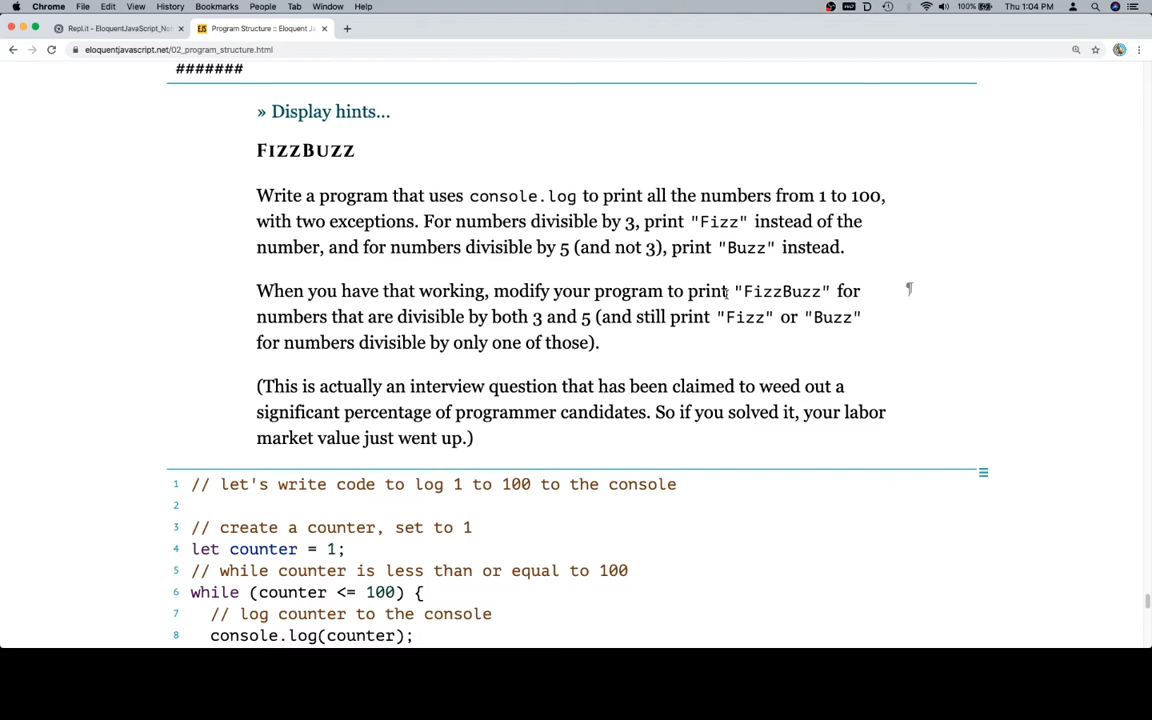 Chrome File Edit View History Bookmarks People Tab Window Help 100% Thu 1:04 PM
Repl.it - EloquentJavaScript_No × Program Structure :: Eloquent Ja × +
eloquentjavascript.net/02_program_structure.html
#######
» Display hints...
FizzBuzz
Write a program that uses console.log to print all the numbers from 1 to 100,
with two exceptions. For numbers divisible by 3, print "Fizz" instead of the
number, and for numbers divisible by 5 (and not 3), print "Buzz" instead.
When you have that working, modify your program to print "FizzBuzz" for ¶
numbers that are divisible by both 3 and 5 (and still print "Fizz" or "Buzz"
for numbers divisible by only one of those).
(This is actually an interview question that has been claimed to weed out a
significant percentage of programmer candidates. So if you solved it, your labor
market value just went up.)
1 // let's write code to log 1 to 100 to the console
2
3 // create a counter, set to 1
4 let counter = 1;
5 // while counter is less than or equal to 100
6 while (counter <= 100) {
7 // log counter to the console
8 console.log(counter);